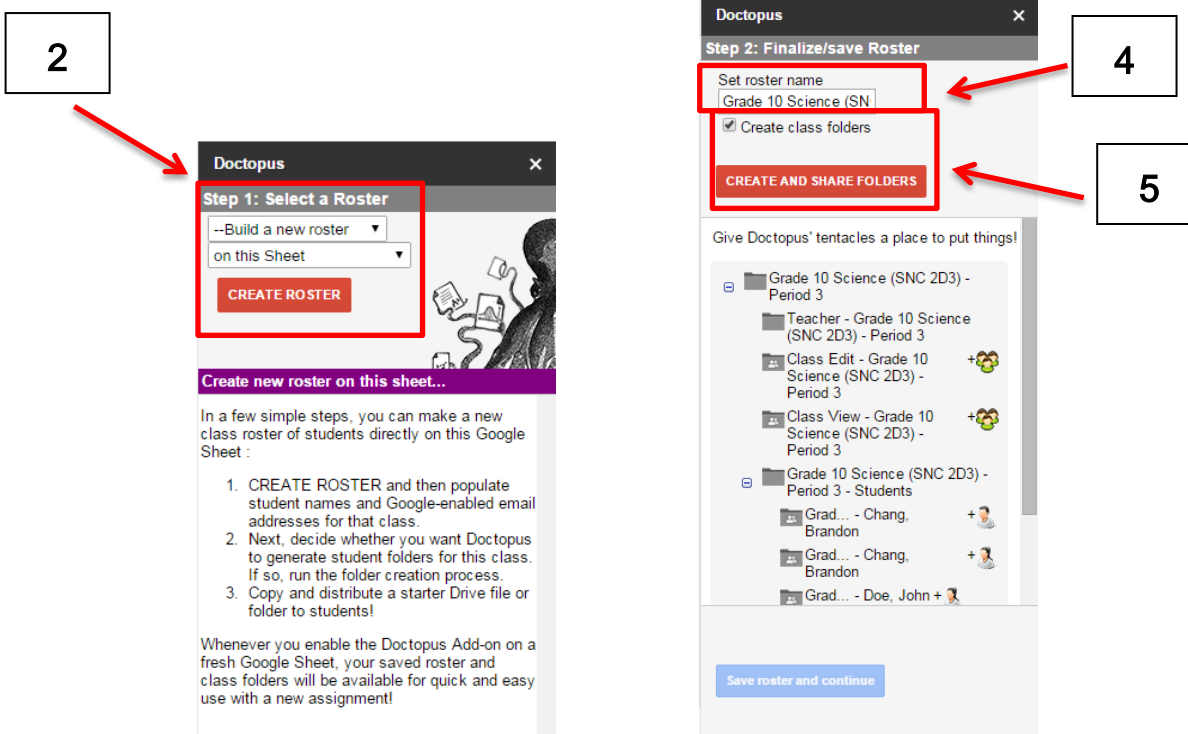 2
Doctopus ×
Step 1: Select a Roster
--Build a new roster ▼
on this Sheet ▼
CREATE ROSTER
Create new roster on this sheet...
In a few simple steps, you can make a new
class roster of students directly on this Google
Sheet :
1. CREATE ROSTER and then populate
student names and Google-enabled email
addresses for that class.
2. Next, decide whether you want Doctopus
to generate student folders for this class.
If so, run the folder creation process.
3. Copy and distribute a starter Drive file or
folder to students!
Whenever you enable the Doctopus Add-on on a
fresh Google Sheet, your saved roster and
class folders will be available for quick and easy
use with a new assignment!
Doctopus ×
Step 2: Finalize/save Roster
4
Set roster name
Grade 10 Science (SN
Create class folders
CREATE AND SHARE FOLDERS
5
Give Doctopus' tentacles a place to put things!
Grade 10 Science (SNC 2D3) -
Period 3
Teacher - Grade 10 Science
(SNC 2D3) - Period 3
Class Edit - Grade 10 +
Science (SNC 2D3) -
Period 3
Class View - Grade 10 +
Science (SNC 2D3) -
Period 3
Grade 10 Science (SNC 2D3) -
Period 3 - Students
Grad... - Chang, +
Brandon
Grad... - Chang, +
Brandon
Grad... - Doe, John +
Save roster and continue